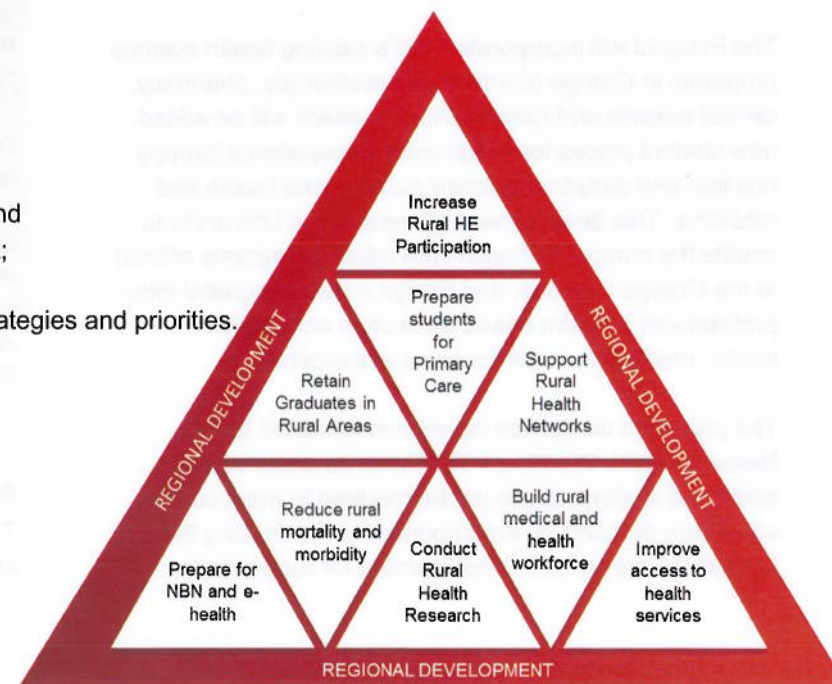 nd
;
ategies and priorities.
Increase
Rural HE
Participation
Prepare
students
for
Primary
Care
Retain
Graduates in
Rural Areas
Support
Rural
Health
Networks
Reduce rural
mortality and
morbidity
Build rural
medical and
health
workforce
Prepare for
NBN and e-
health
Conduct
Rural
Health
Research
Improve
access to
health
services
REGIONAL DEVELOPMENT
REGIONAL DEVELOPMENT
REGIONAL DEVELOPMENT